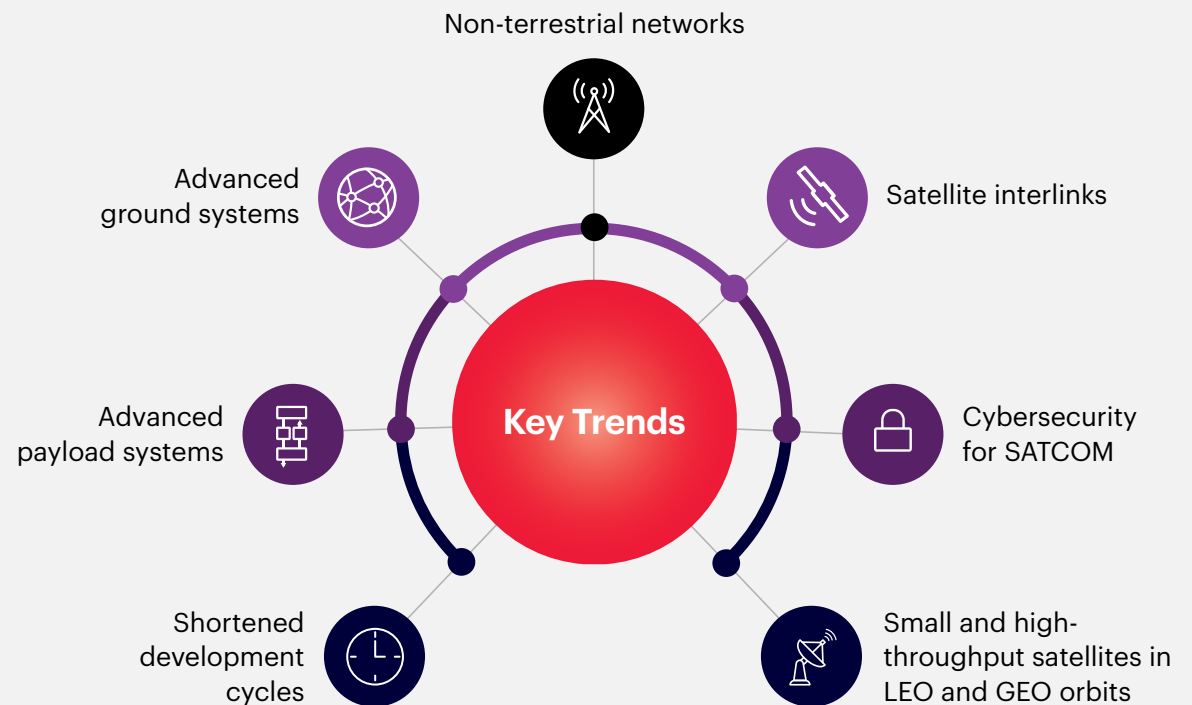 Non-terrestrial networks
Advanced
ground systems
Satellite interlinks
Advanced
payload systems
Key Trends
Cybersecurity
for SATCOM
Shortened
development
cycles
Small and high-
throughput satellites in
LEO and GEO orbits